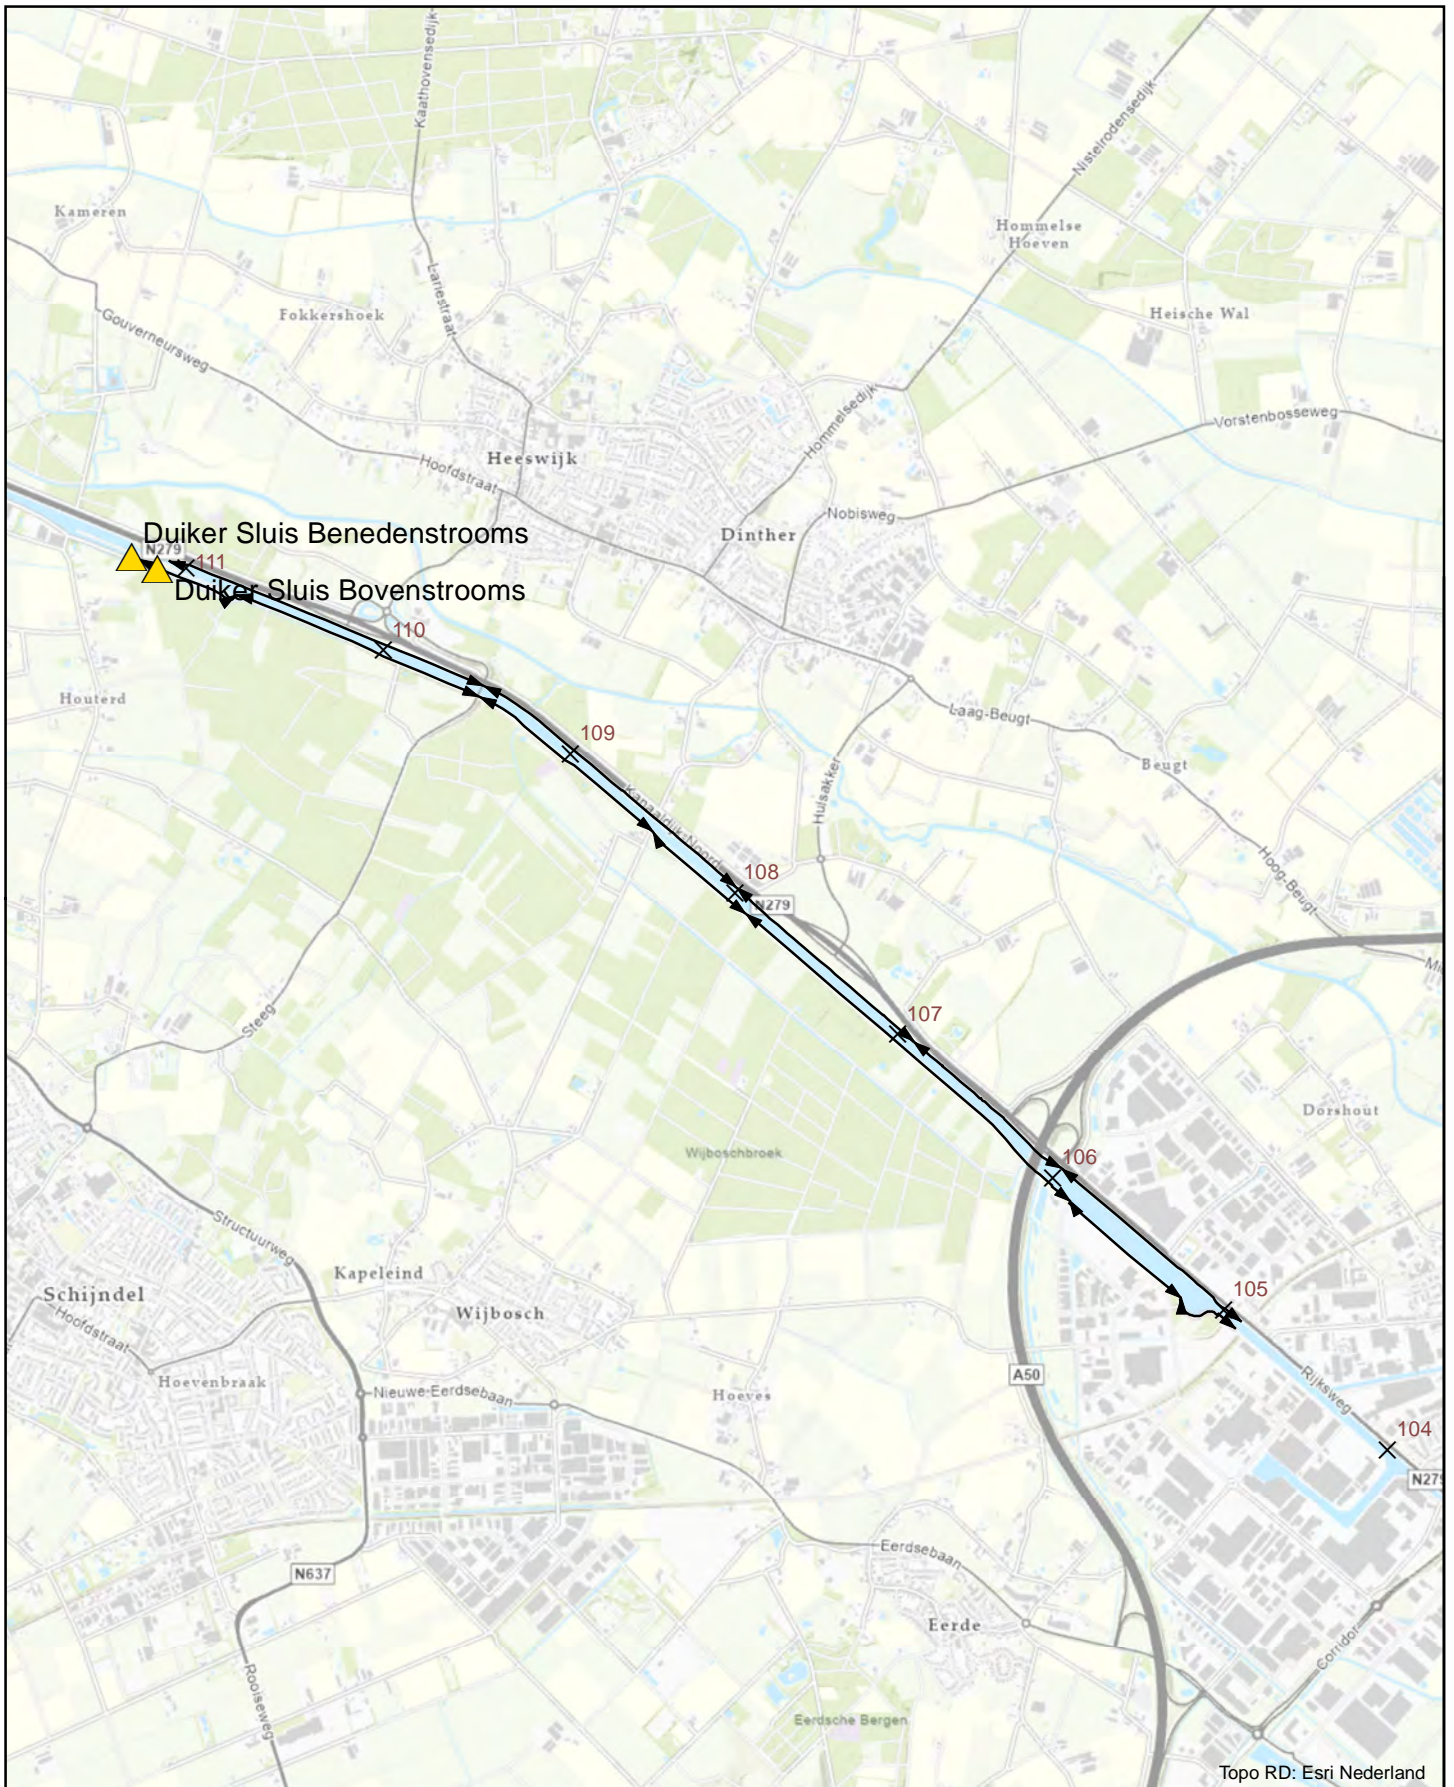 Kaathovensedijk
Nistelrodensedijk
Kameren
Hommelse
Hoeven
Lariestraat
Fokkershoek
Heische Wal
Gouverneursweg
Hommelsedijk
Vorstenbosseweg
Heeswijk
Hoofdstraat
Nobisweg
Duiker Sluis Benedenstrooms
Dinther
N279
111
Duiker Sluis Bovenstrooms
110
Houterd
Laag-Beugt
109
Beugt
Kanaaldijk-Noord
Hulsakker
108
N279
Hoog-Beugt
Steeg
107
Dorshout
Wijboschbroek
106
Structuurweg
Kapeleind
Schijndel
Wijbosch
105
Hoofdstraat
A50
Rijksweg
Hoevenbraak
Nieuwe-Eerdsebaan
Hoeves
104
N279
Eerdsebaan
N637
Eerde
Corridor
Rooiseweg
Eerdsche Bergen
Topo RD: Esri Nederland